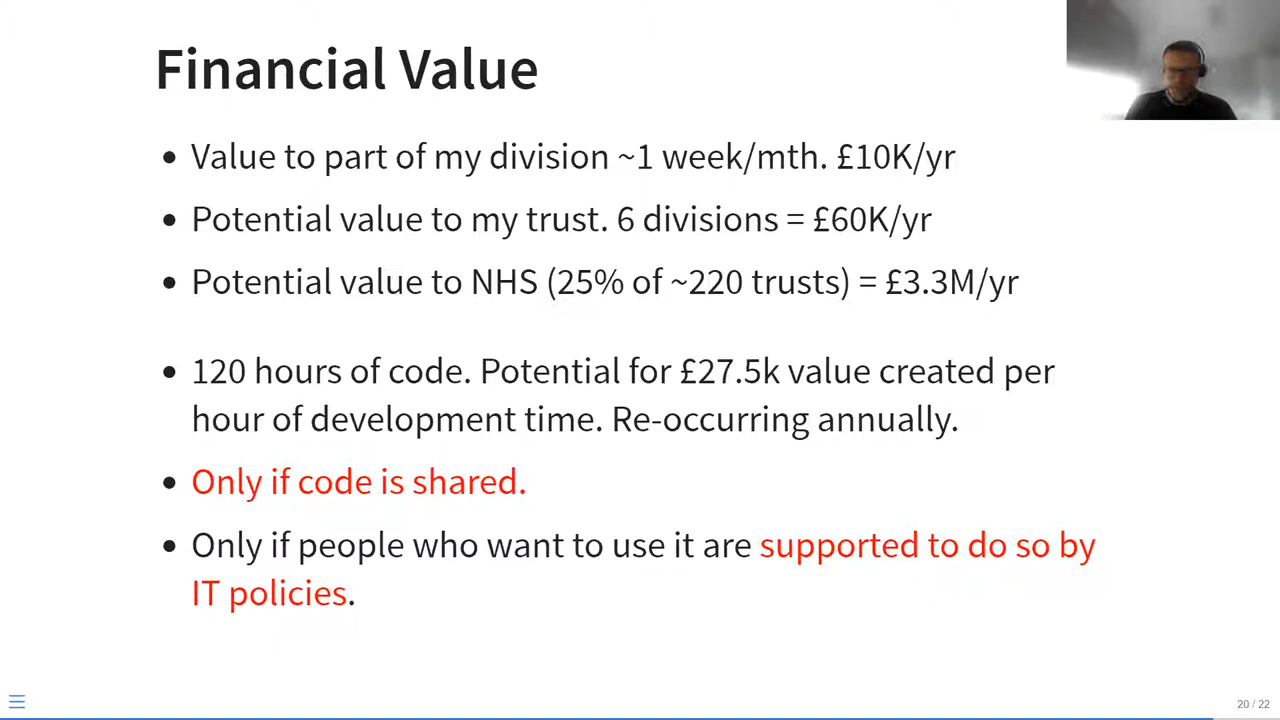 Financial Value
• Value to part of my division ~1 week/mth. £10K/yr
• Potential value to my trust. 6 divisions = £60K/yr
• Potential value to NHS (25% of ~220 trusts) = £3.3M/yr
• 120 hours of code. Potential for £27.5k value created per
hour of development time. Re-occurring annually.
• Only if code is shared.
• Only if people who want to use it are supported to do so by
IT policies.
20 / 22